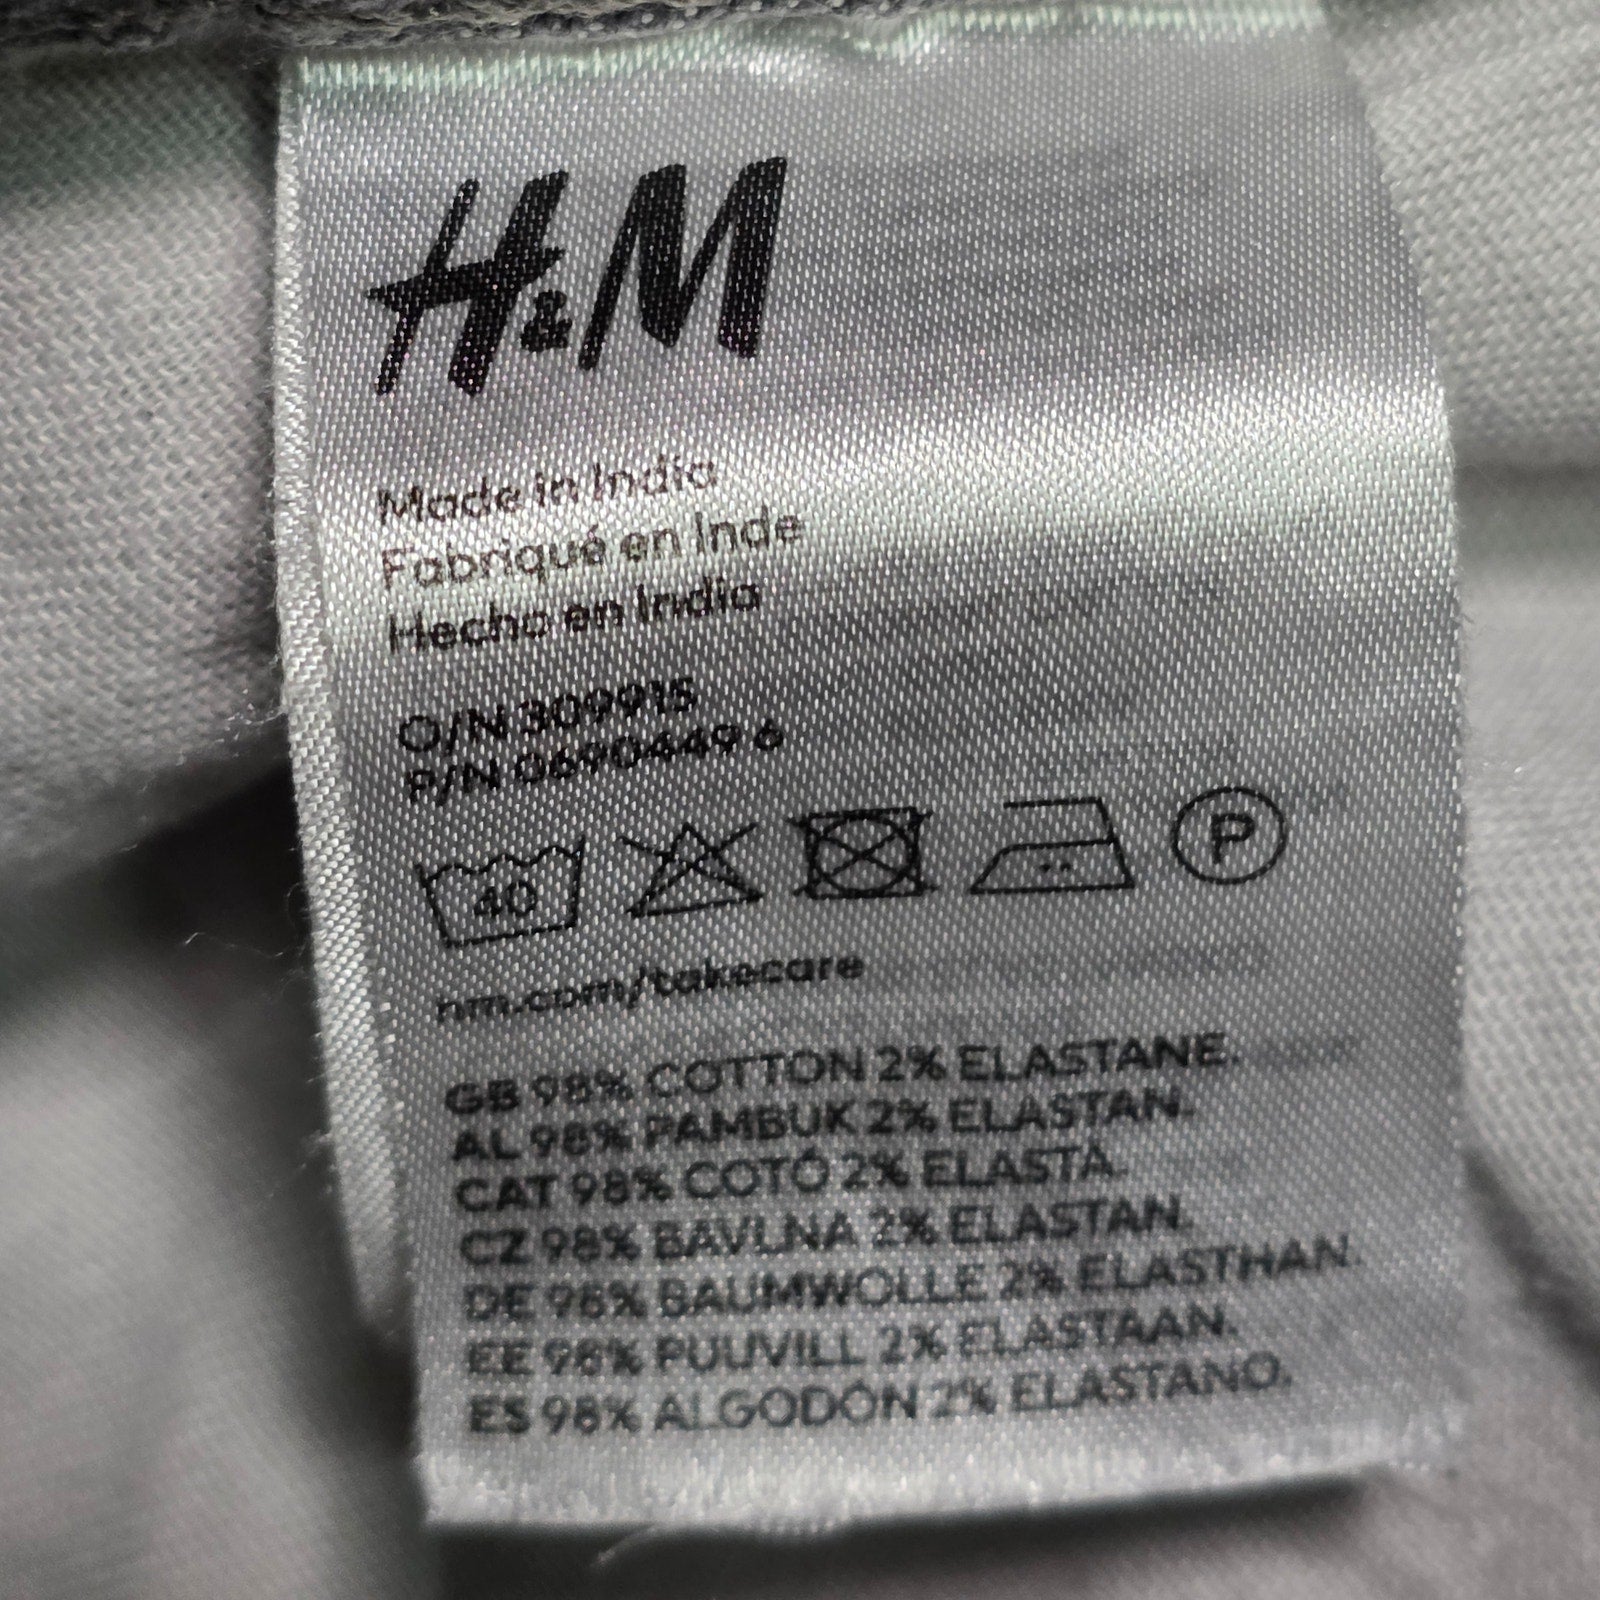 H&M
Made in India
Fabriqué en Inde
Hecho en India
O/N 309915
P/N 0690449 6
40
P
hm.com/takecare
GB 98% COTTON 2% ELASTANE.
AL 98% PAMBUK 2% ELASTAN.
CAT 98% COTÓ 2% ELASTÀ.
CZ 98% BAVLNA 2% ELASTAN.
DE 98% BAUMWOLLE 2% ELASTHAN.
EE 98% PUUVILL 2% ELASTAAN.
ES 98% ALGODÓN 2% ELASTANO.